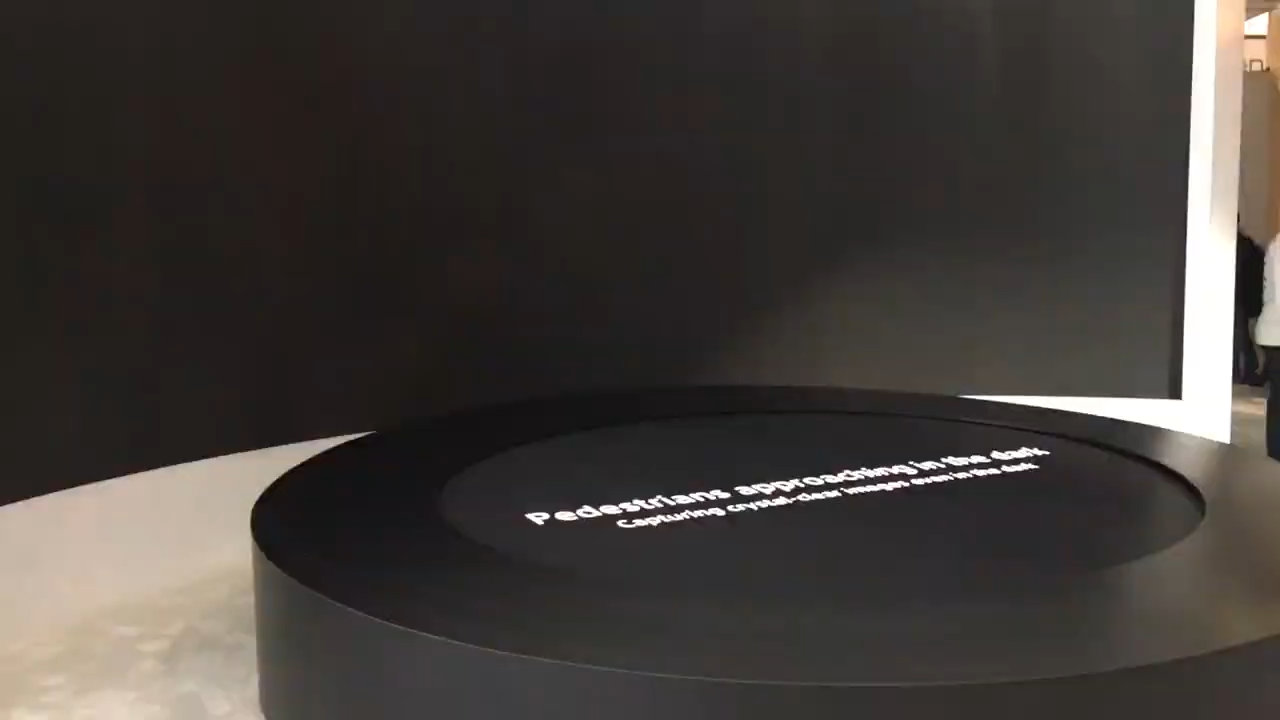 Pedestrians approaching in the dark
Capturing crystal-clear images even in the dark